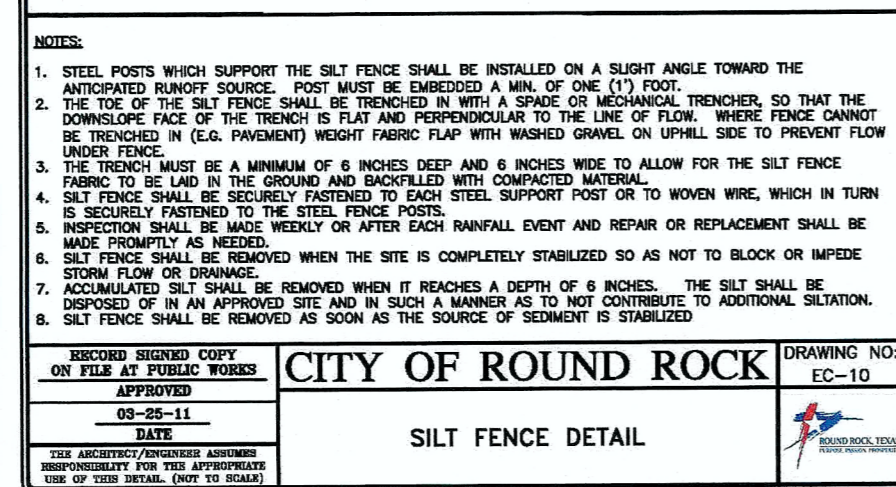 NOTES:
1. STEEL POSTS WHICH SUPPORT THE SILT FENCE SHALL BE INSTALLED ON A SLIGHT ANGLE TOWARD THE
ANTICIPATED RUNOFF SOURCE. POST MUST BE EMBEDDED A MIN. OF ONE (1') FOOT.
2. THE TOE OF THE SILT FENCE SHALL BE TRENCHED IN WITH A SPADE OR MECHANICAL TRENCHER, SO THAT THE
DOWNSLOPE FACE OF THE TRENCH IS FLAT AND PERPENDICULAR TO THE LINE OF FLOW. WHERE FENCE CANNOT
BE TRENCHED IN (E.G. PAVEMENT) WEIGHT FABRIC FLAP WITH WASHED GRAVEL ON UPHILL SIDE TO PREVENT FLOW
UNDER FENCE.
3. THE TRENCH MUST BE A MINIMUM OF 6 INCHES DEEP AND 6 INCHES WIDE TO ALLOW FOR THE SILT FENCE
FABRIC TO BE LAID IN THE GROUND AND BACKFILLED WITH COMPACTED MATERIAL.
4. SILT FENCE SHALL BE SECURELY FASTENED TO EACH STEEL SUPPORT POST OR TO WOVEN WIRE, WHICH IN TURN
IS SECURELY FASTENED TO THE STEEL FENCE POSTS.
5. INSPECTION SHALL BE MADE WEEKLY OR AFTER EACH RAINFALL EVENT AND REPAIR OR REPLACEMENT SHALL BE
MADE PROMPTLY AS NEEDED.
6. SILT FENCE SHALL BE REMOVED WHEN THE SITE IS COMPLETELY STABILIZED SO AS NOT TO BLOCK OR IMPEDE
STORM FLOW OR DRAINAGE.
7. ACCUMULATED SILT SHALL BE REMOVED WHEN IT REACHES A DEPTH OF 6 INCHES. THE SILT SHALL BE
DISPOSED OF IN AN APPROVED SITE AND IN SUCH A MANNER AS TO NOT CONTRIBUTE TO ADDITIONAL SILTATION.
8. SILT FENCE SHALL BE REMOVED AS SOON AS THE SOURCE OF SEDIMENT IS STABILIZED
RECORD SIGNED COPY
ON FILE AT PUBLIC WORKS
APPROVED
03-25-11
DATE
THE ARCHITECT/ENGINEER ASSUMES
RESPONSIBILITY FOR THE APPROPRIATE
USE OF THIS DETAIL. (NOT TO SCALE)
CITY OF ROUND ROCK
SILT FENCE DETAIL
DRAWING NO:
EC-10
ROUND ROCK, TEXA
PURPOSE. PASSION. PROSPERIT